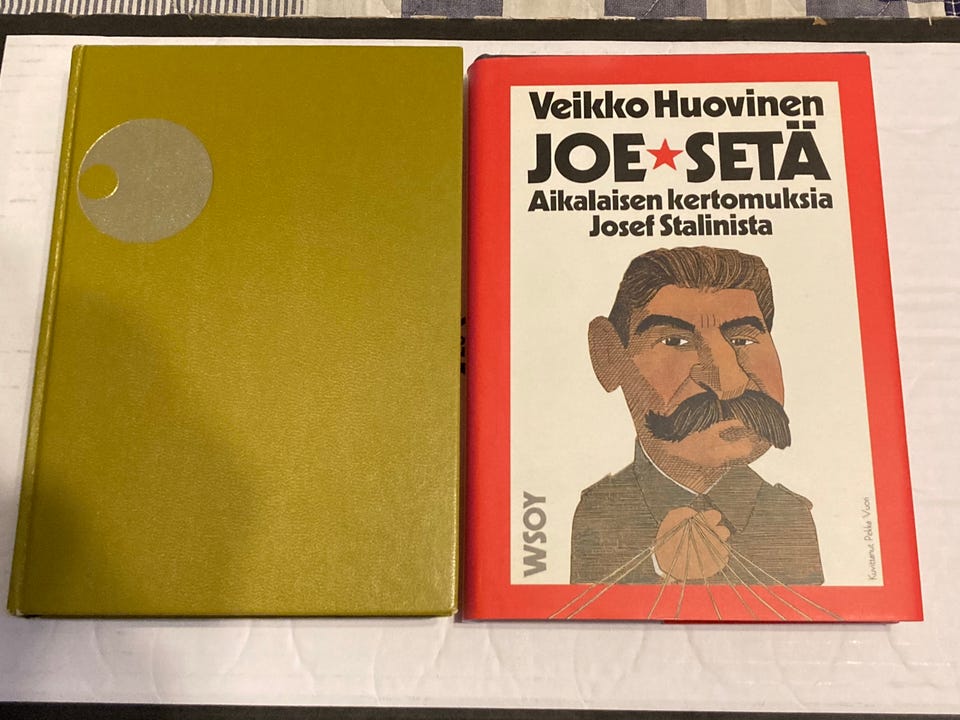 Veikko Huovinen
JOE★SETÄ
Aikalaisen kertomuksia
Josef Stalinista
WSOY
Kuvittanut Pekka Vuori